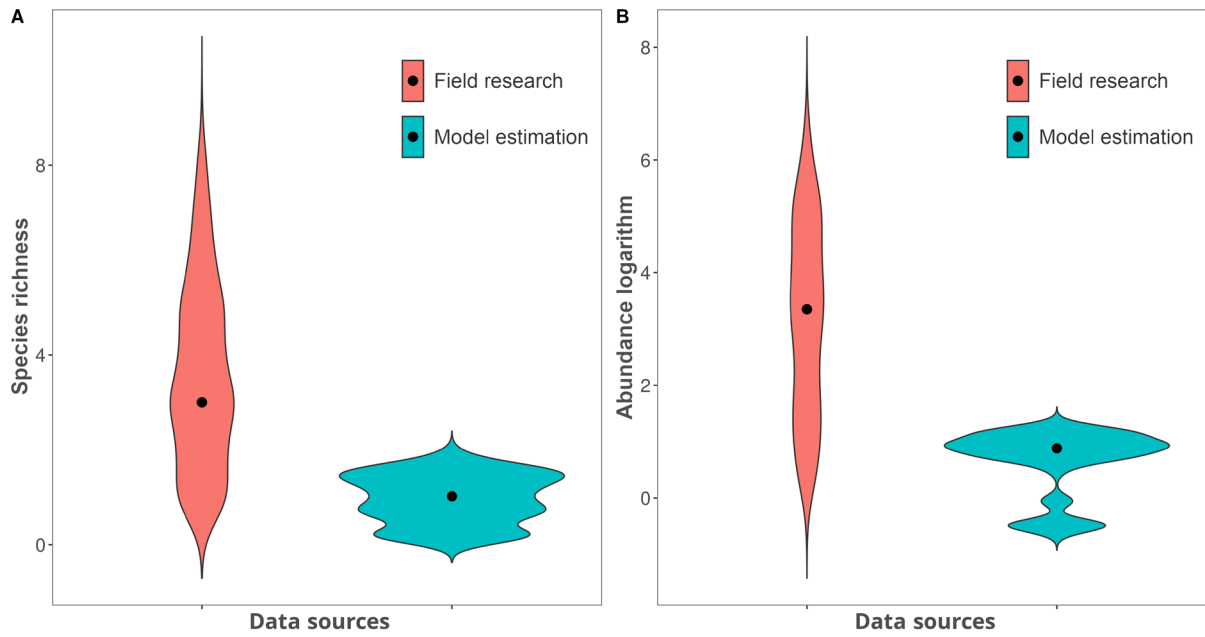 A
Species richness
8
4
0
Field research
Model estimation
Data sources
B
Abundance logarithm
8
6
4
2
0
Field research
Model estimation
Data sources